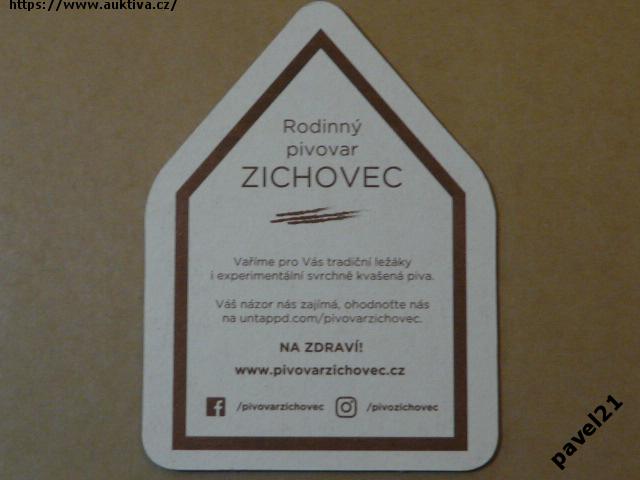 https://www.auktiva.cz/
Rodinný
pivovar
ZICHOVEC
Vaříme pro Vás tradiční ležáky
i experimentální svrchně kvašená piva.
Váš názor nás zajímá, ohodnoťte nás
na untappd.com/pivovarzichovec.
NA ZDRAVÍ!
www.pivovarzichovec.cz
/pivovarzichovec /pivozichovec
pavel21